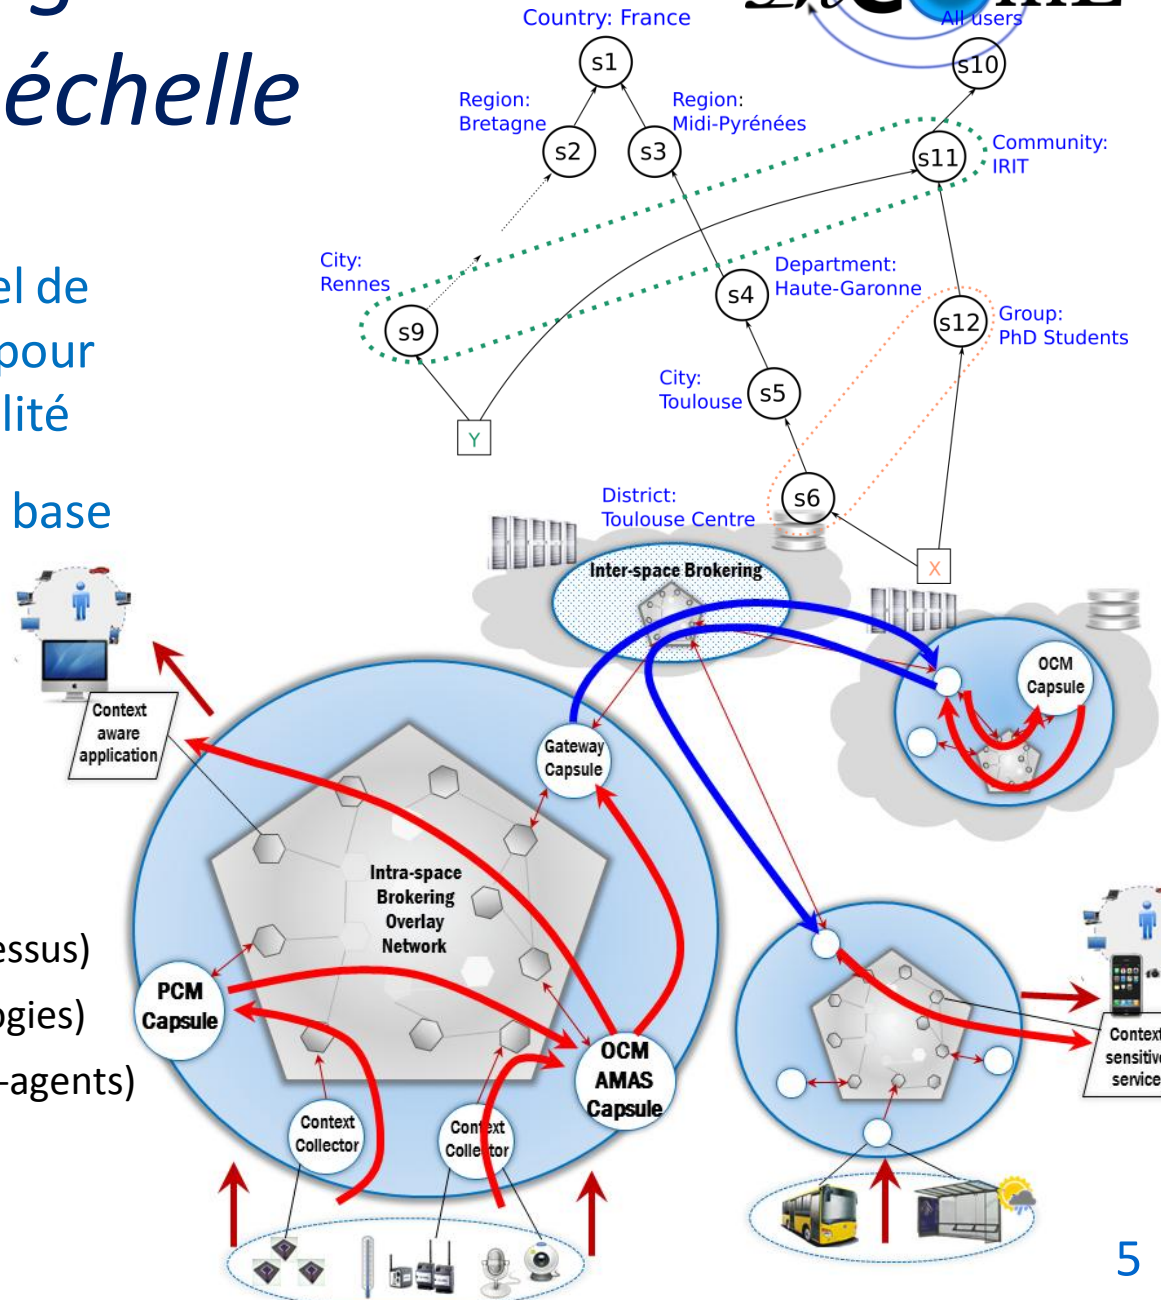 échelle
el de
pour
lité
base
essus)
ogies)
-agents)
Country: France
s1
All users
s10
Region:
Bretagne
s2
Region:
Midi-Pyrénées
s3
s11
Community:
IRIT
City:
Rennes
s9
Department:
Haute-Garonne
s4
s12
Group:
PhD Students
City:
Toulouse
s5
Y
District:
Toulouse Centre
s6
X
Inter-space Brokering
OCM
Capsule
Context
aware
application
Gateway
Capsule
Intra-space
Brokering
Overlay
Network
PCM
Capsule
OCM
AMAS
Capsule
Context
Collector
Context
Collector
Context
sensitive
service
5